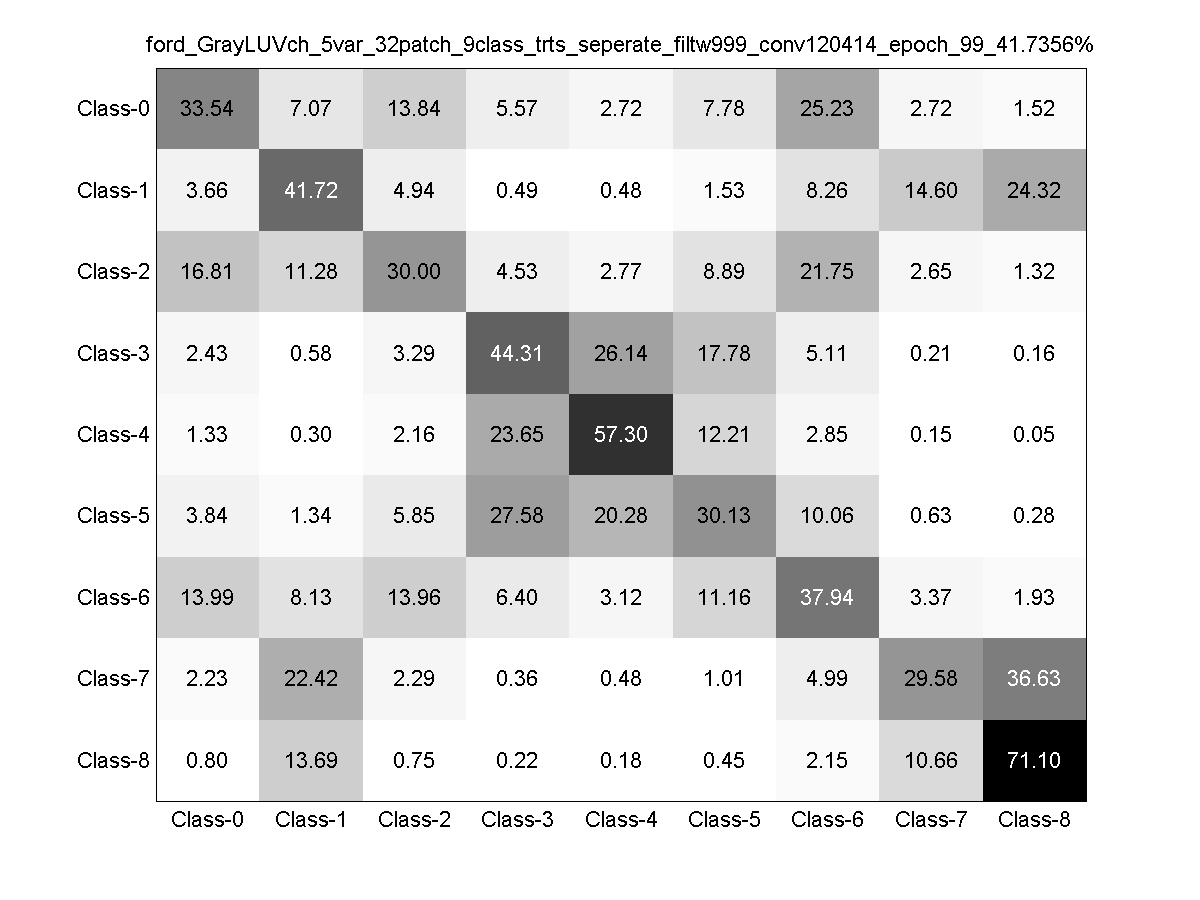 ford_GrayLUVch_5var_32patch_9class_trts_seperate_filtw999_conv120414_epoch_99_41.7356%
Class-0 33.54 7.07 13.84 5.57 2.72 7.78 25.23 2.72 1.52
Class-1 3.66 41.72 4.94 0.49 0.48 1.53 8.26 14.60 24.32
Class-2 16.81 11.28 30.00 4.53 2.77 8.89 21.75 2.65 1.32
Class-3 2.43 0.58 3.29 44.31 26.14 17.78 5.11 0.21 0.16
Class-4 1.33 0.30 2.16 23.65 57.30 12.21 2.85 0.15 0.05
Class-5 3.84 1.34 5.85 27.58 20.28 30.13 10.06 0.63 0.28
Class-6 13.99 8.13 13.96 6.40 3.12 11.16 37.94 3.37 1.93
Class-7 2.23 22.42 2.29 0.36 0.48 1.01 4.99 29.58 36.63
Class-8 0.80 13.69 0.75 0.22 0.18 0.45 2.15 10.66 71.10
Class-0 Class-1 Class-2 Class-3 Class-4 Class-5 Class-6 Class-7 Class-8